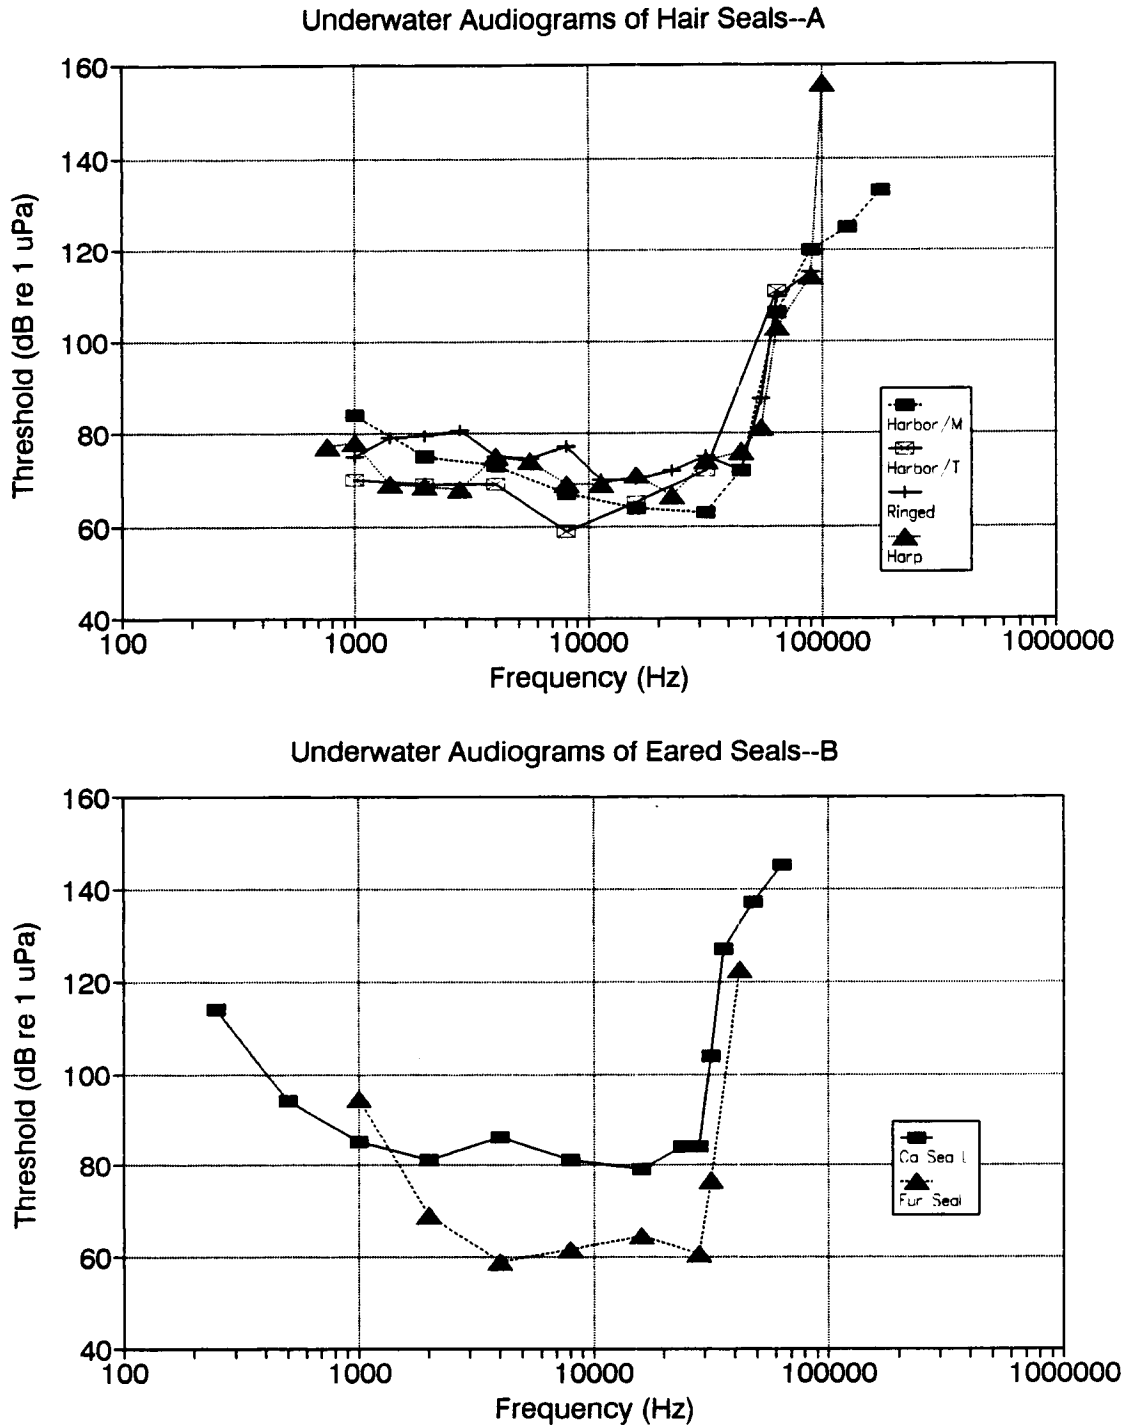 Underwater Audiograms of Hair Seals--A
160
140
120
100
80
60
40
Threshold (dB re 1 uPa)
100
1000
10000
100000
1000000
Frequency (Hz)
Harbor/M
Harbor/T
Ringed
Harp
Underwater Audiograms of Eared Seals--B
160
140
120
100
80
60
40
Threshold (dB re 1 uPa)
100
1000
10000
100000
1000000
Frequency (Hz)
Ca Sea L
Fur Seal